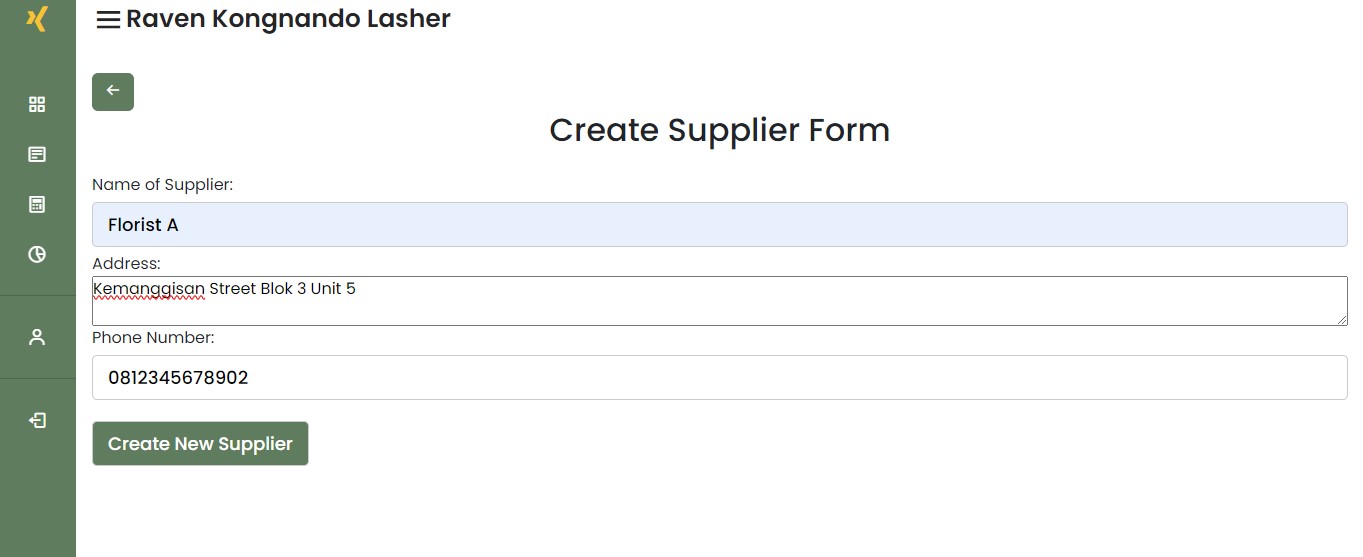 Raven Kongnando Lasher
Create Supplier Form
Name of Supplier:
Florist A
Address:
Kemanggisan Street Blok 3 Unit 5
Phone Number:
0812345678902
Create New Supplier